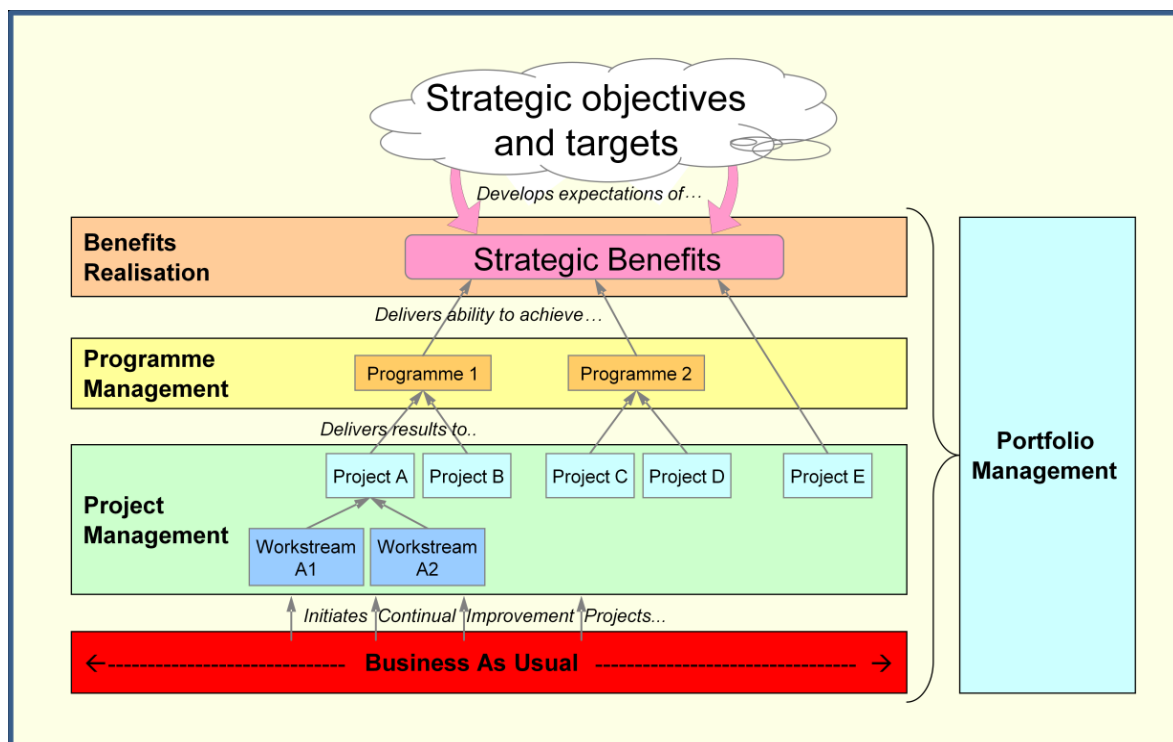 Strategic objectives
and targets
Develops expectations of…
Benefits
Realisation
Strategic Benefits
Delivers ability to achieve…
Programme
Management
Programme 1
Programme 2
Delivers results to..
Project
Management
Project A
Project B
Project C
Project D
Project E
Workstream
A1
Workstream
A2
Initiates Continual Improvement Projects...
Business As Usual
Portfolio
Management